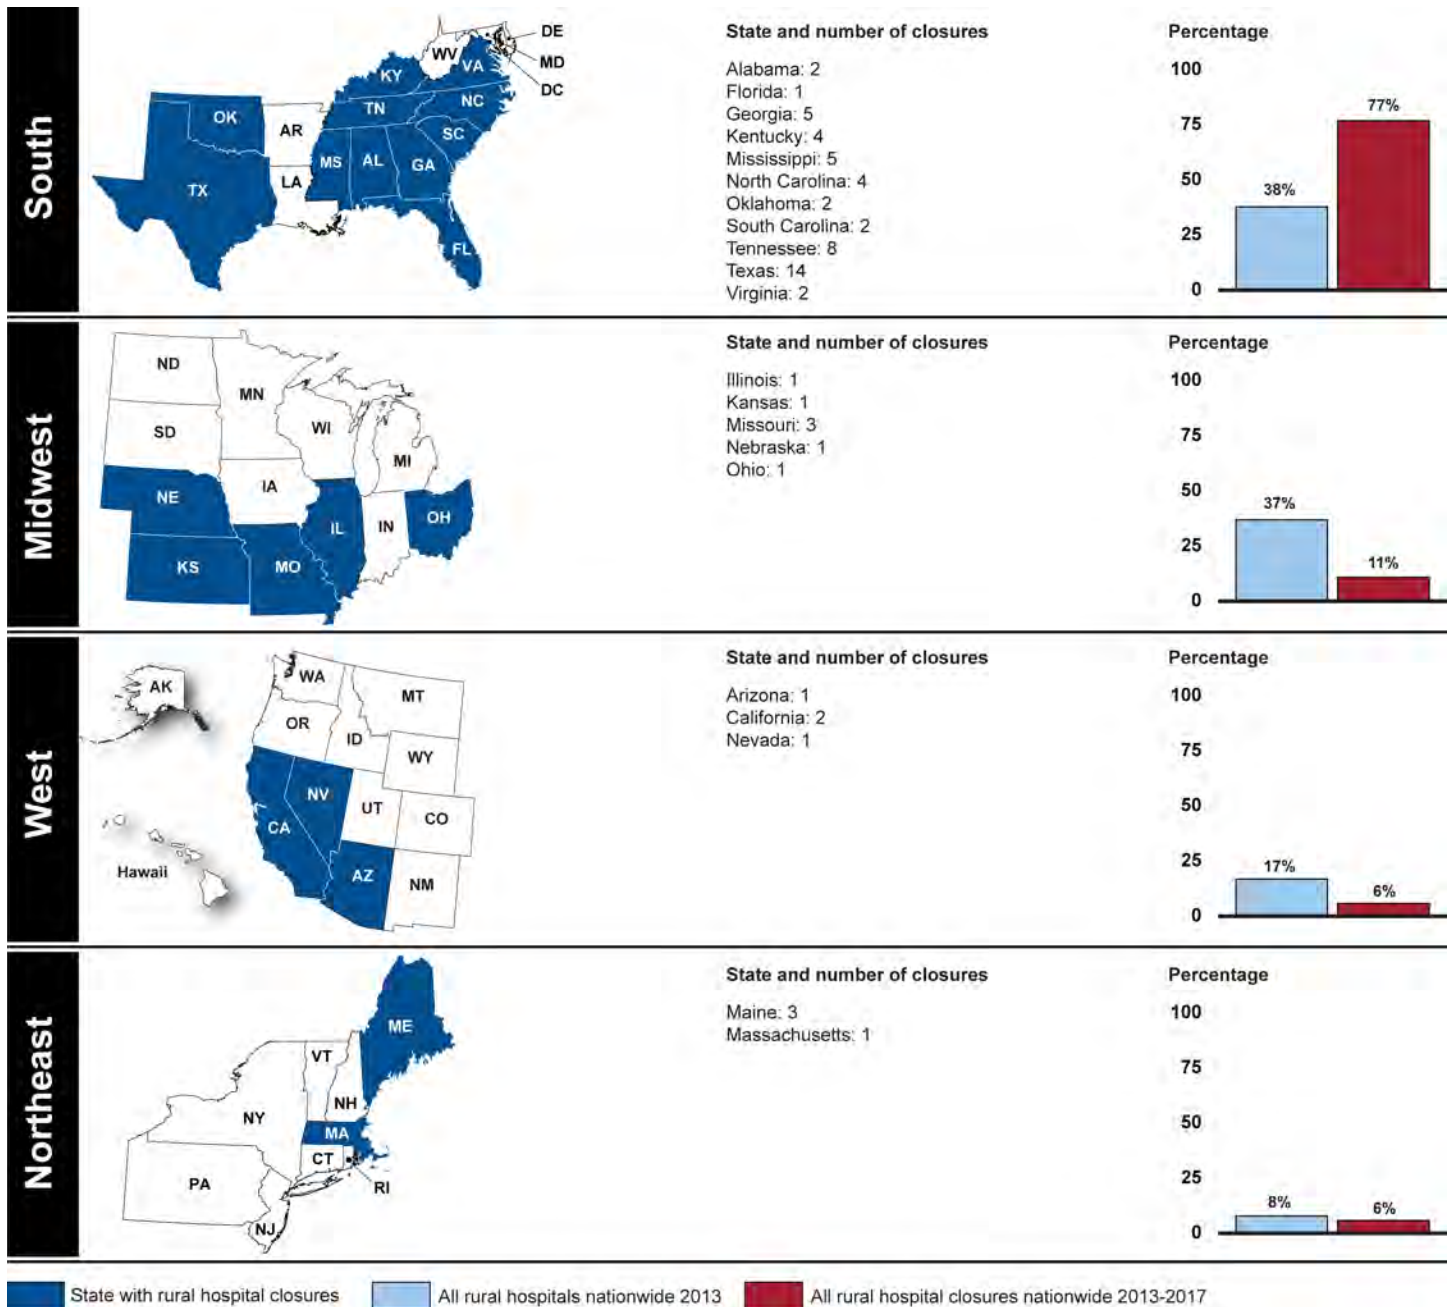 South
WV
DE
MD
DC
KY
VA
TN
NC
OK
AR
SC
MS
AL
GA
TX
LA
FL
State and number of closures
Alabama: 2
Florida: 1
Georgia: 5
Kentucky: 4
Mississippi: 5
North Carolina: 4
Oklahoma: 2
South Carolina: 2
Tennessee: 8
Texas: 14
Virginia: 2
Percentage
100
75
50
25
0
38%
77%
Midwest
ND
MN
SD
WI
MI
IA
NE
IL
IN
OH
KS
MO
State and number of closures
Illinois: 1
Kansas: 1
Missouri: 3
Nebraska: 1
Ohio: 1
Percentage
100
75
50
25
0
37%
11%
West
AK
WA
MT
OR
ID
WY
NV
UT
CO
CA
Hawaii
AZ
NM
State and number of closures
Arizona: 1
California: 2
Nevada: 1
Percentage
100
75
50
25
0
17%
6%
Northeast
ME
VT
NH
NY
MA
CT
PA
RI
NJ
State and number of closures
Maine: 3
Massachusetts: 1
Percentage
100
75
50
25
0
8%
6%
State with rural hospital closures
All rural hospitals nationwide 2013
All rural hospital closures nationwide 2013-2017